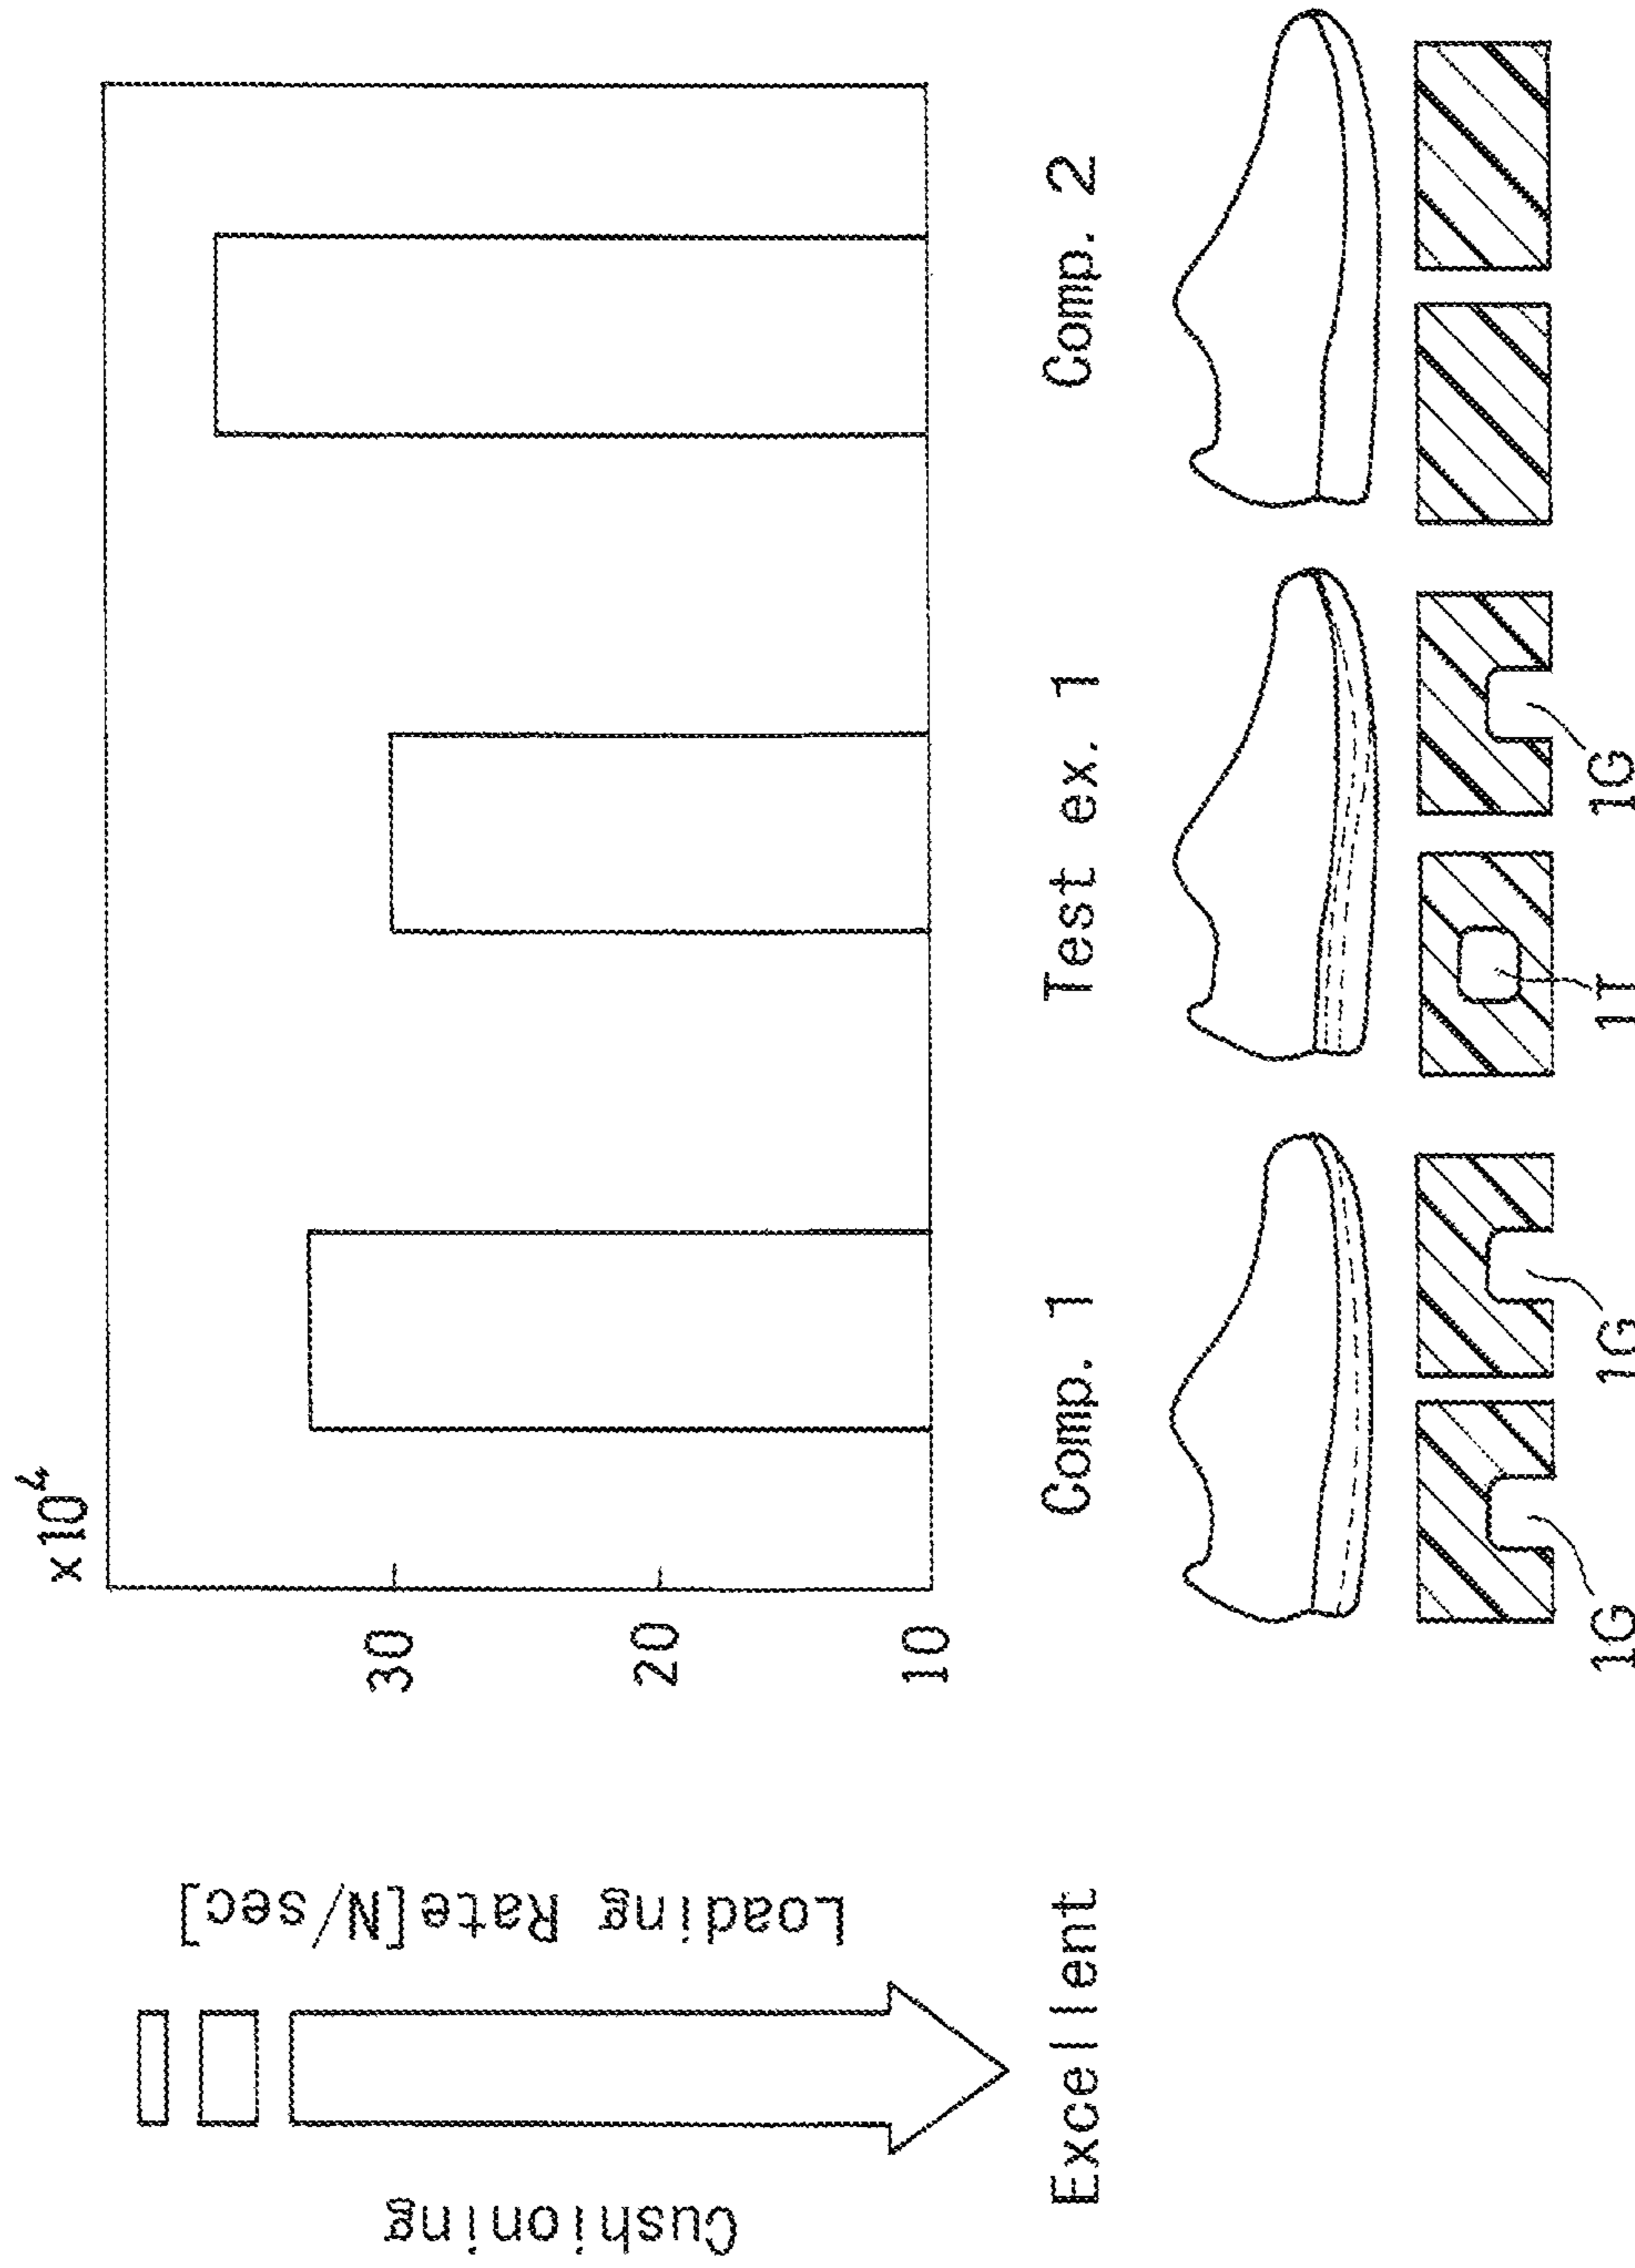 x10⁴
Cushioning
Loading Rate[N/sec]
30
20
10
Excellent
Comp. 1
Test ex. 1
Comp. 2
1G 1G 1T 1G